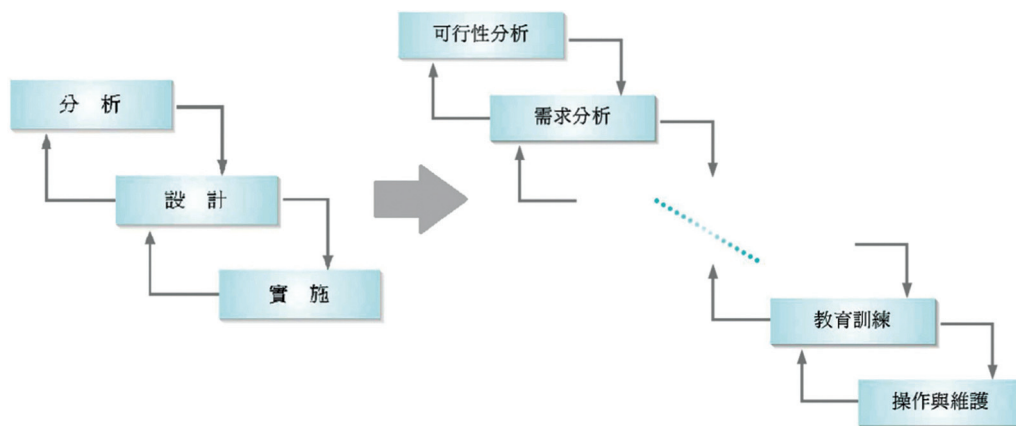 分析
設計
實施
可行性分析
需求分析
教育訓練
操作與維護